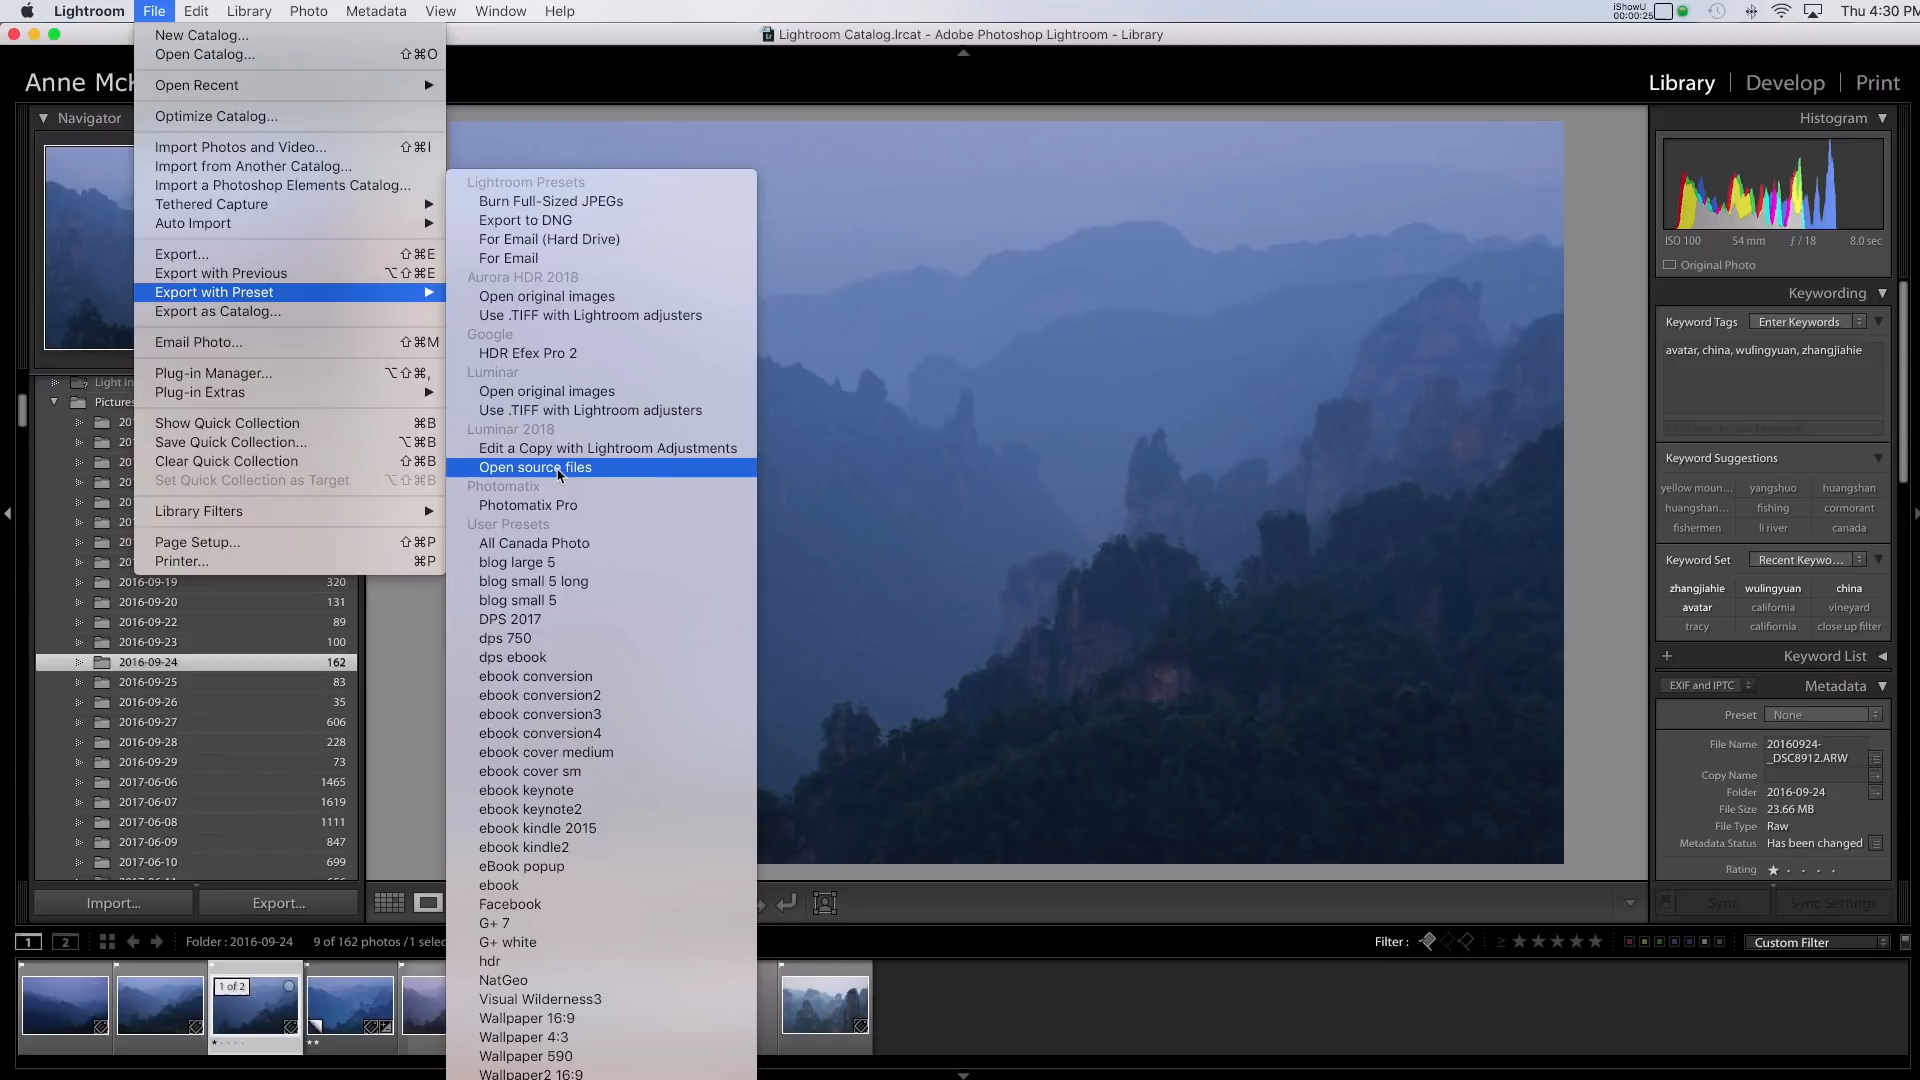 Lightroom File Edit Library Photo Metadata View Window Help
iShowU
00:00:25
Thu 4:30 PM
Lightroom Catalog.lrcat - Adobe Photoshop Lightroom - Library
Anne
Library | Develop | Print
Navigator
New Catalog...
Open Catalog... ⇧⌘O
Open Recent
Optimize Catalog...
Import Photos and Video... ⇧⌘I
Import from Another Catalog...
Import a Photoshop Elements Catalog...
Tethered Capture
Auto Import
Export... ⇧⌘E
Export with Previous ⌥⇧⌘E
Export with Preset
Export as Catalog...
Email Photo... ⇧⌘M
Plug-in Manager... ⌥⇧⌘,
Plug-in Extras
Show Quick Collection ⌘B
Save Quick Collection... ⌥⌘B
Clear Quick Collection ⇧⌘B
Set Quick Collection as Target ⌥⇧⌘B
Library Filters
Page Setup... ⇧⌘P
Printer... ⌘P
Lightroom Presets
Burn Full-Sized JPEGs
Export to DNG
For Email (Hard Drive)
For Email
Aurora HDR 2018
Open original images
Use .TIFF with Lightroom adjusters
Google
HDR Efex Pro 2
Luminar
Open original images
Use .TIFF with Lightroom adjusters
Luminar 2018
Edit a Copy with Lightroom Adjustments
Open source files
Photomatix
Photomatix Pro
User Presets
All Canada Photo
blog large 5
blog small 5 long
blog small 5
DPS 2017
dps 750
dps ebook
ebook conversion
ebook conversion2
ebook conversion3
ebook conversion4
ebook cover medium
ebook cover sm
ebook keynote
ebook keynote2
ebook kindle 2015
ebook kindle2
eBook popup
ebook
Facebook
G+ 7
G+ white
hdr
NatGeo
Visual Wilderness3
Wallpaper 16:9
Wallpaper 4:3
Wallpaper 590
Wallpaper2 16:9
Light
Pictures
2016-09-19 320
2016-09-20 131
2016-09-22 89
2016-09-23 100
2016-09-24 162
2016-09-25 83
2016-09-26 35
2016-09-27 606
2016-09-28 228
2016-09-29 73
2017-06-06 1465
2017-06-07 1619
2017-06-08 1111
2017-06-09 847
2017-06-10 699
Import... Export...
Histogram
ISO 100 54 mm ƒ / 18 8.0 sec
Original Photo
Keywording
Keyword Tags Enter Keywords
avatar, china, wulingyuan, zhangjiahie
Keyword Suggestions
yellow moun... yangshuo huangshan
huangshan... fishing cormorant
fishermen li river canada
Keyword Set Recent Keywo...
zhangjiahie wulingyuan china
avatar california vineyard
tracy califiornia close up filter
+ Keyword List
EXIF and IPTC Metadata
Preset None
File Name 20160924-
_DSC8912.ARW
Copy Name
Folder 2016-09-24
File Size 23.66 MB
File Type Raw
Metadata Status Has been changed
Rating
Sync Sync Settings
1 2 Folder : 2016-09-24 9 of 162 photos /1
Filter : Custom Filter
1 of 2